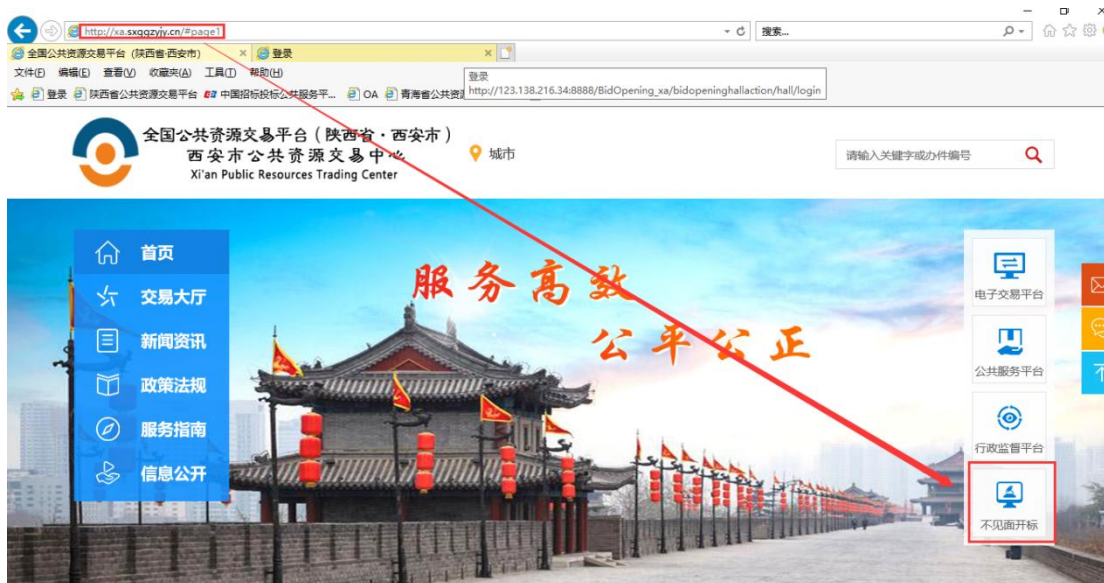 http://xa.sxggzyjy.cn/#page1
搜索...
全国公共资源交易平台（陕西省·西安市）
登录
文件(F) 编辑(E) 查看(V) 收藏夹(A) 工具(T) 帮助(H)
登录
http://123.138.216.34:8888/BidOpening_xa/bidopeninghallaction/hall/login
登录 陕西省公共资源交易平台 中国招标投标公共服务平... OA 青海省公共资
全国公共资源交易平台（陕西省·西安市）
西安市公共资源交易中心
Xi'an Public Resources Trading Center
城市
请输入关键字或办件编号
首页
交易大厅
新闻资讯
政策法规
服务指南
信息公开
服务高效
公平公正
电子交易平台
公共服务平台
行政监督平台
不见面开标